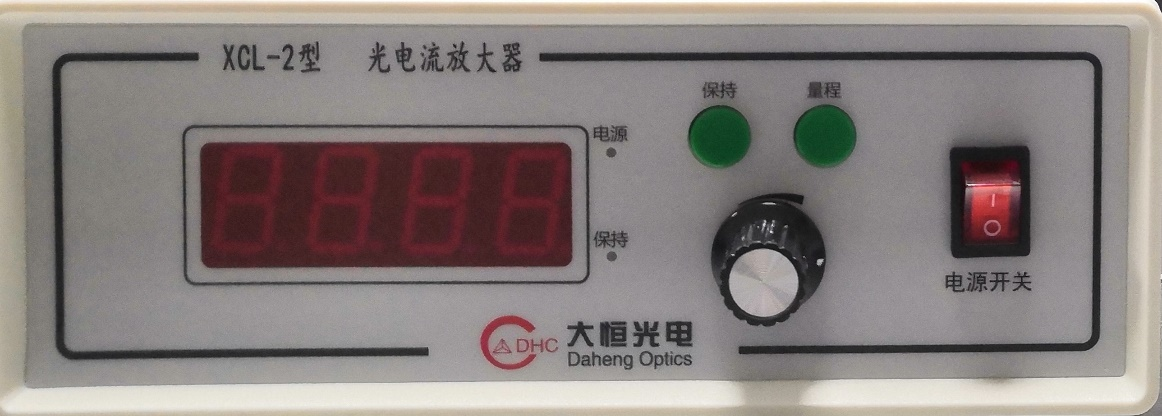 XCL-2型 光电流放大器
保持 量程
电源
保持
电源开关
DHC 大恒光电
Daheng Optics